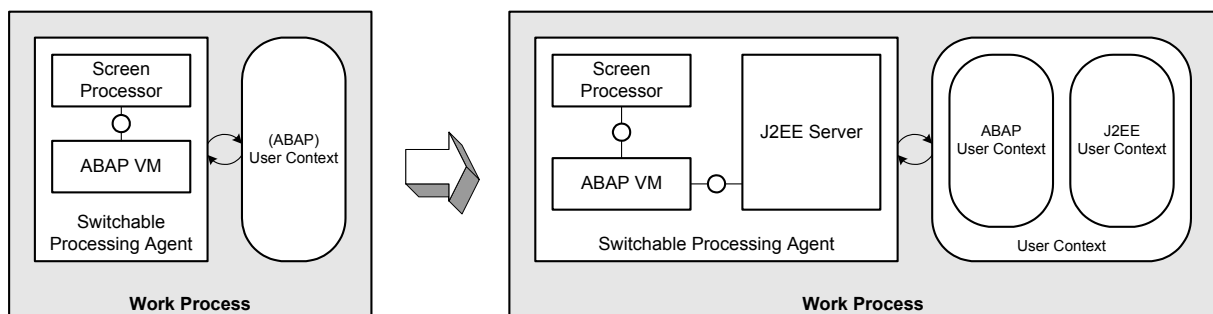 Screen
Processor
ABAP VM
Switchable
Processing Agent
(ABAP)
User Context
Work Process
Screen
Processor
ABAP VM
J2EE Server
Switchable Processing Agent
ABAP
User Context
J2EE
User Context
User Context
Work Process